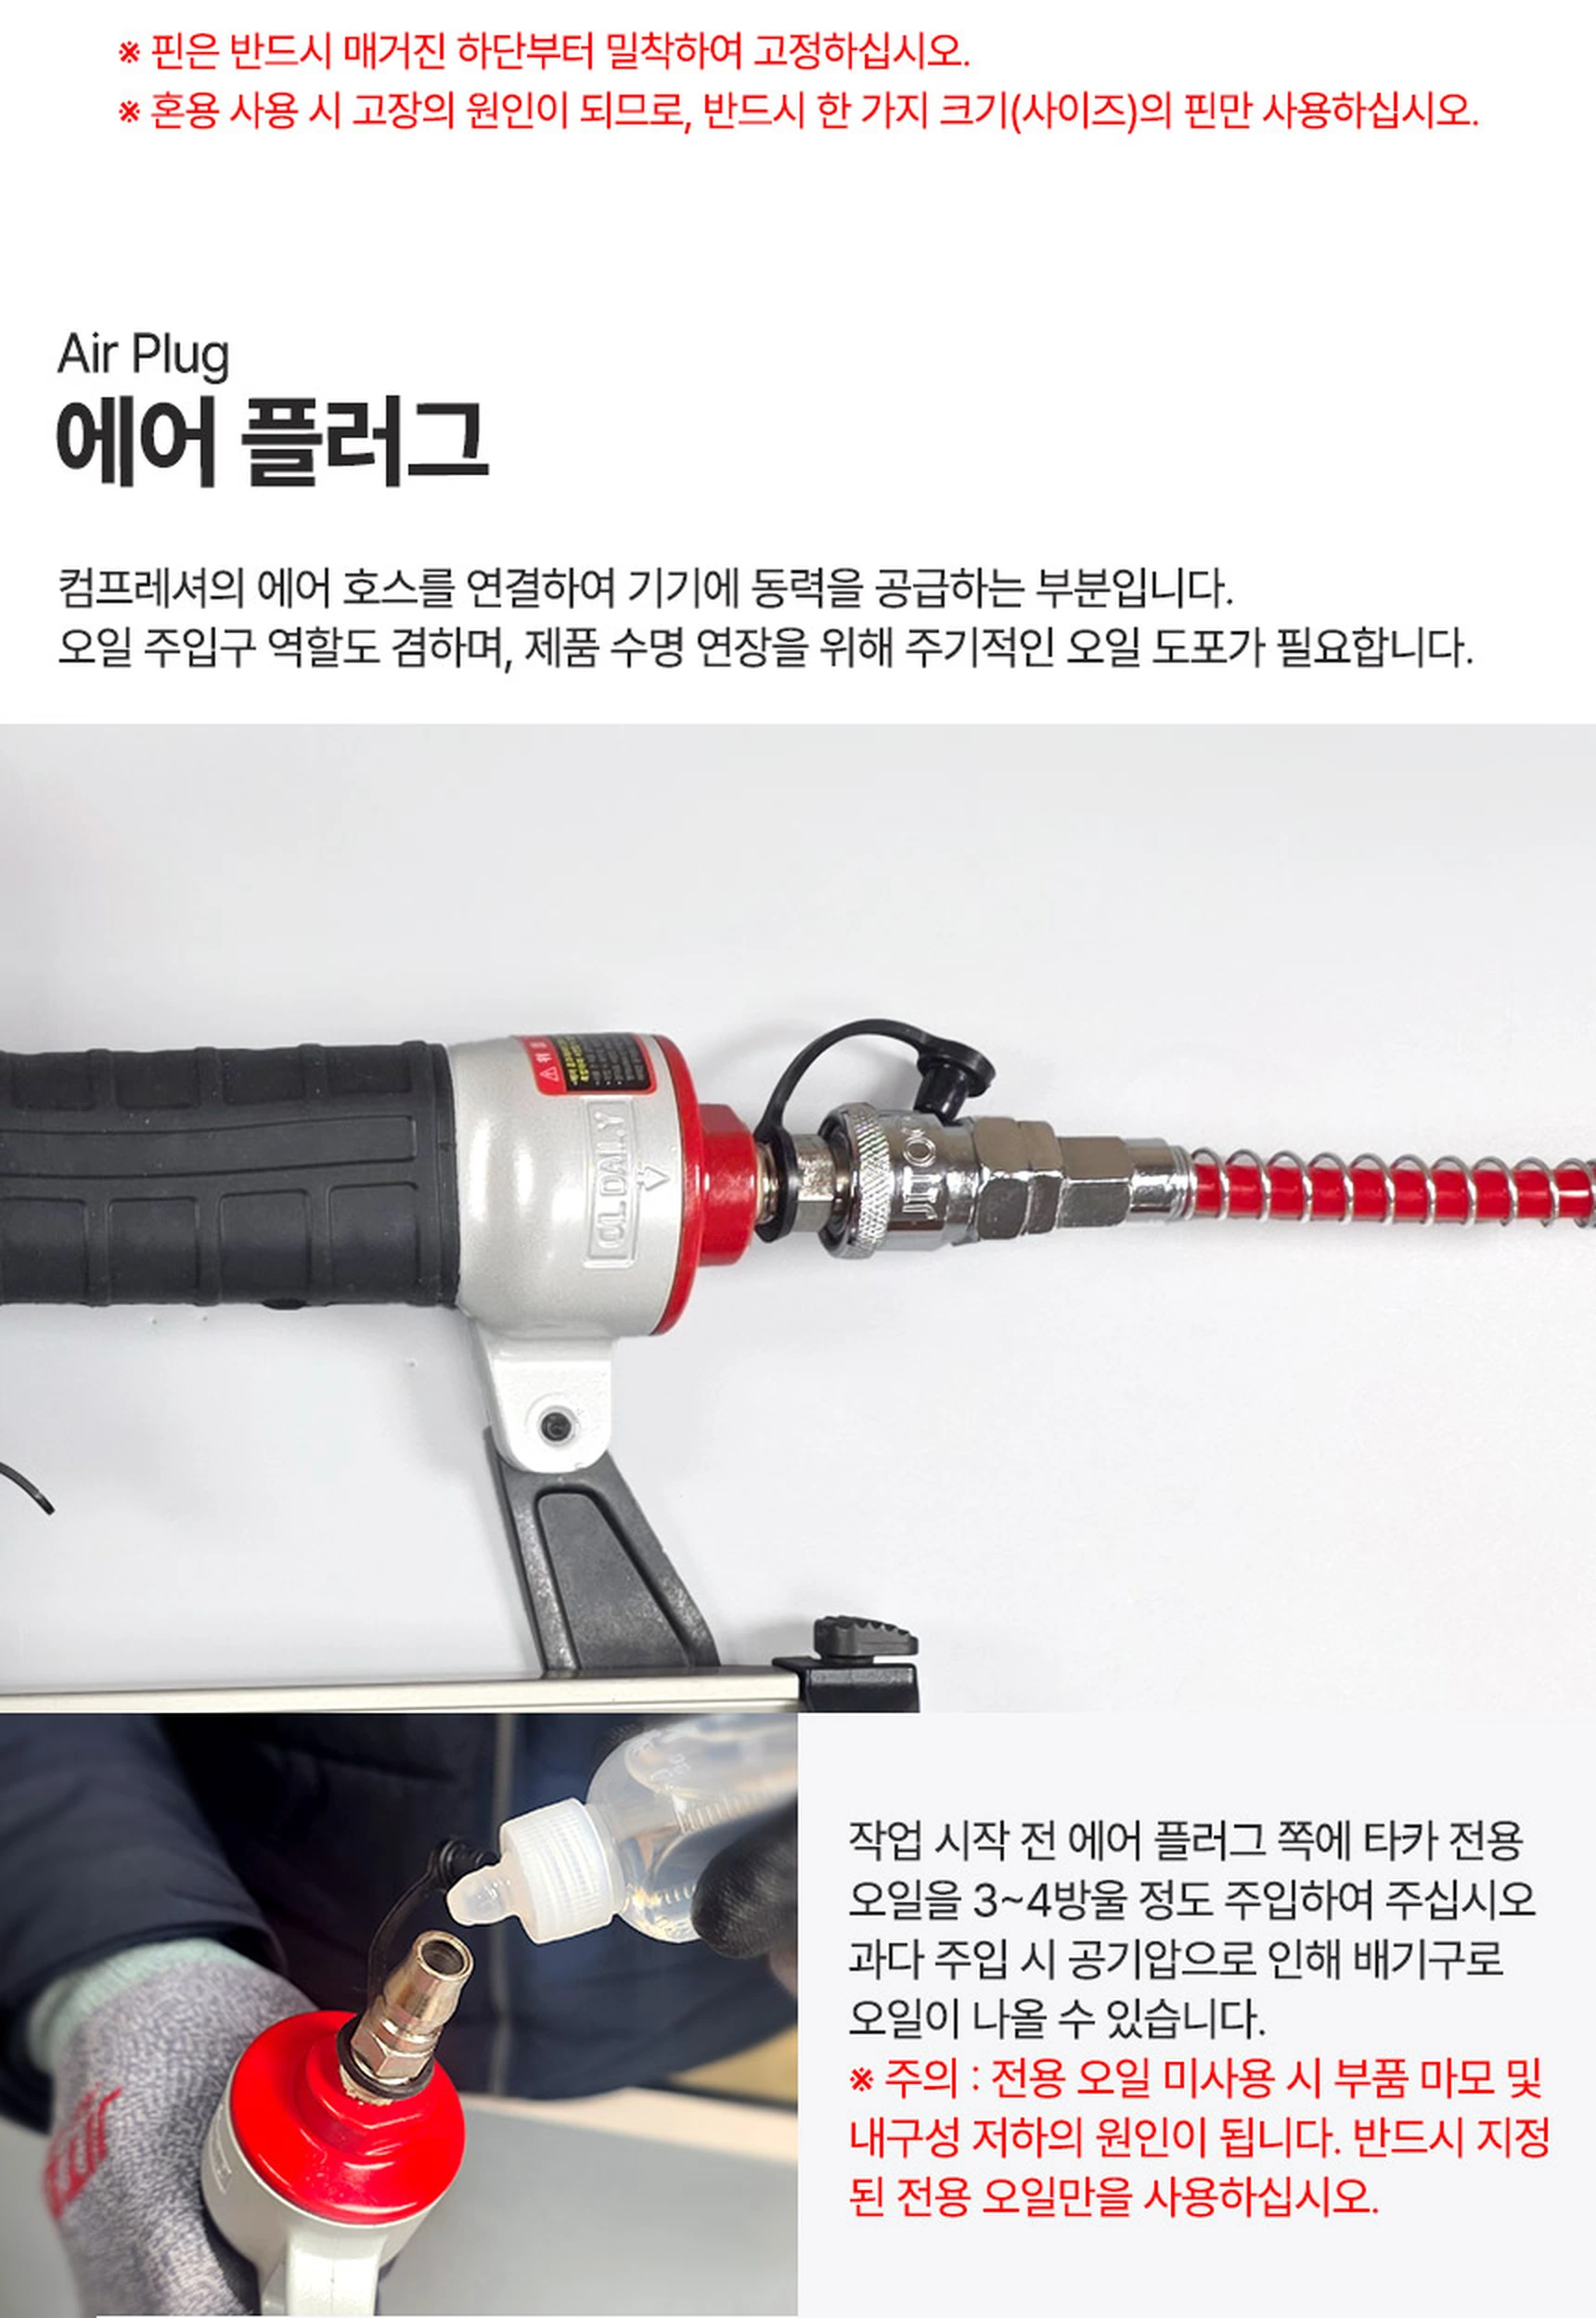 ※ 핀은 반드시 매거진 하단부터 밀착하여 고정하십시오.
※ 혼용 사용 시 고장의 원인이 되므로, 반드시 한 가지 크기(사이즈)의 핀만 사용하십시오.
Air Plug
에어 플러그
컴프레셔의 에어 호스를 연결하여 기기에 동력을 공급하는 부분입니다.
오일 주입구 역할도 겸하며, 제품 수명 연장을 위해 주기적인 오일 도포가 필요합니다.
OL DAILY
JITO
작업 시작 전 에어 플러그 쪽에 타카 전용
오일을 3~4방울 정도 주입하여 주십시오
과다 주입 시 공기압으로 인해 배기구로
오일이 나올 수 있습니다.
※ 주의 : 전용 오일 미사용 시 부품 마모 및
내구성 저하의 원인이 됩니다. 반드시 지정
된 전용 오일만을 사용하십시오.